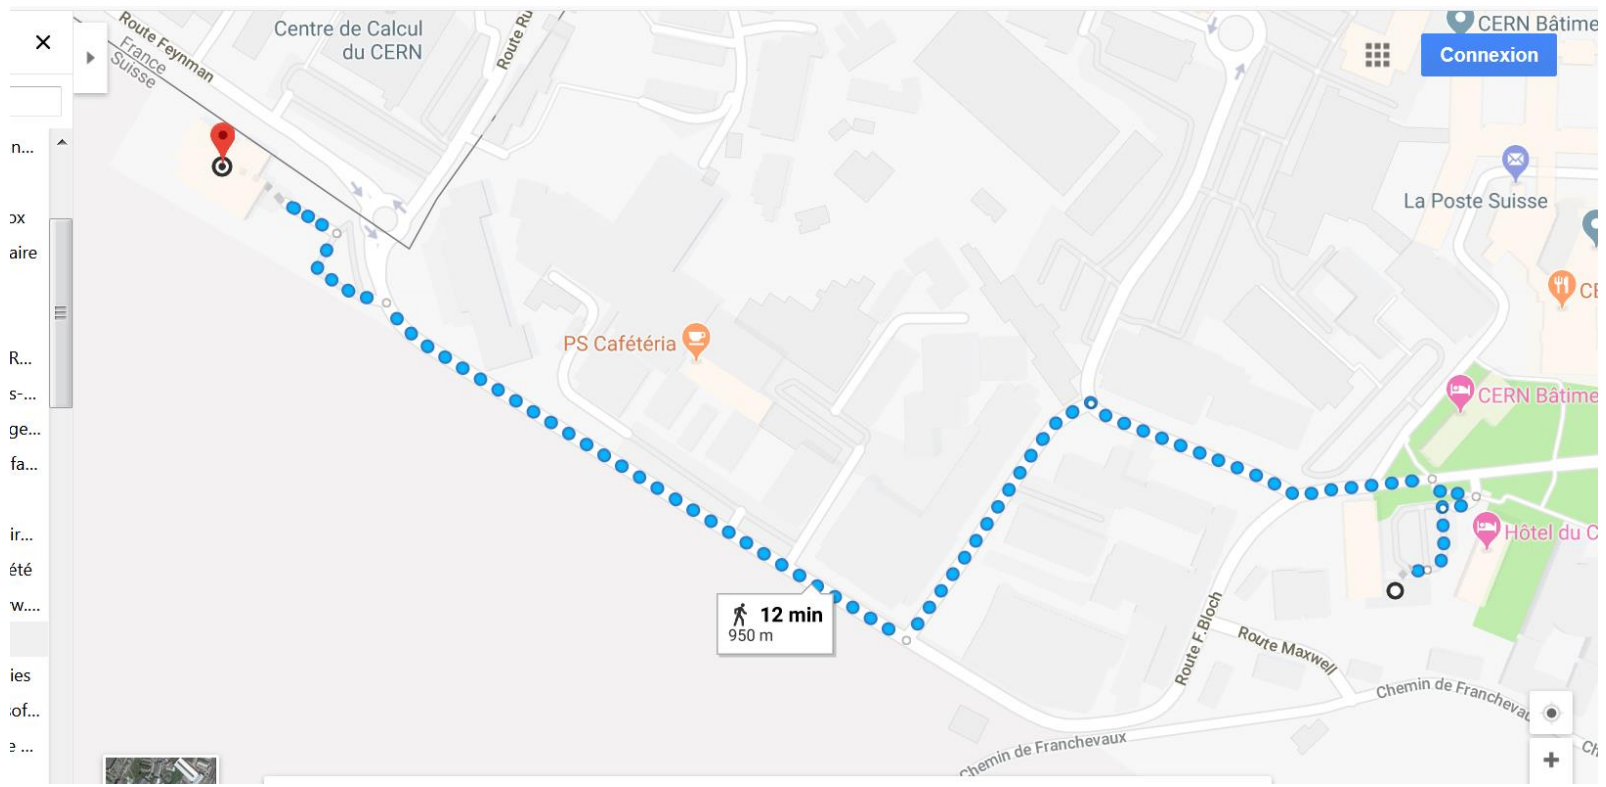 Route Feynman
France
Suisse
Centre de Calcul
du CERN
Route Ru
CERN Bâtime
Connexion
n...
ox
aire
R...
s-...
ge...
fa...
ir...
été
w....
ies
sof...
e ...
La Poste Suisse
CE
PS Cafétéria
CERN Bâtime
Hôtel du C
12 min
950 m
Route F.Bloch
Route Maxwell
Chemin de Franchevau
Chemin de Franchevaux
Ch